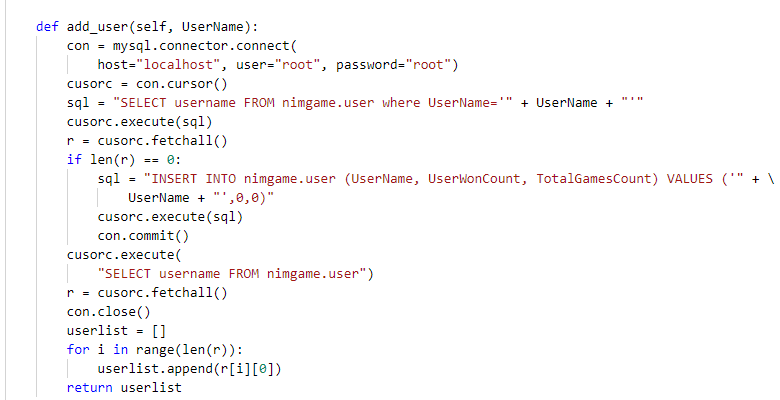 def add_user(self, UserName):
    con = mysql.connector.connect(
        host="localhost", user="root", password="root")
    cusorc = con.cursor()
    sql = "SELECT username FROM nimgame.user where UserName='" + UserName + "'"
    cusorc.execute(sql)
    r = cusorc.fetchall()
    if len(r) == 0:
        sql = "INSERT INTO nimgame.user (UserName, UserWonCount, TotalGamesCount) VALUES ('" + \
            UserName + "',0,0)"
        cusorc.execute(sql)
        con.commit()
    cusorc.execute(
        "SELECT username FROM nimgame.user")
    r = cusorc.fetchall()
    con.close()
    userlist = []
    for i in range(len(r)):
        userlist.append(r[i][0])
    return userlist